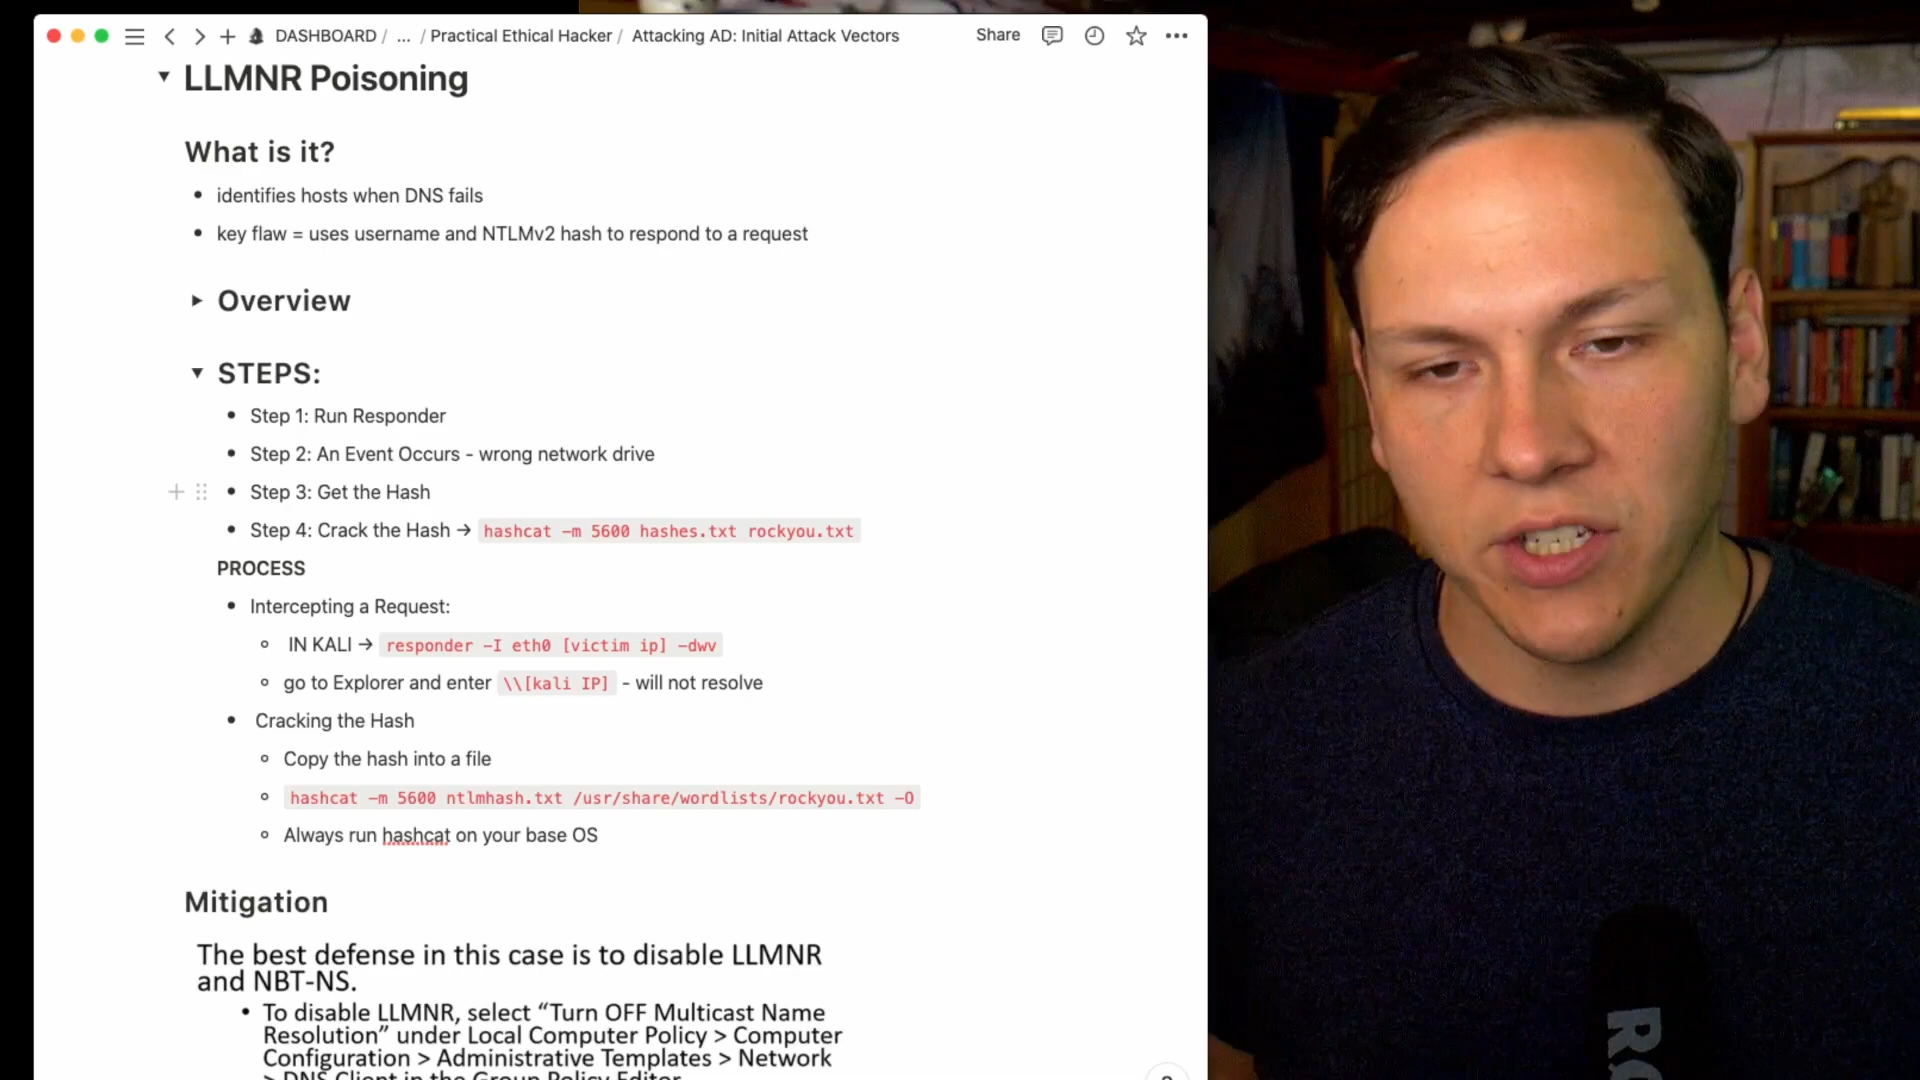 DASHBOARD / ... / Practical Ethical Hacker / Attacking AD: Initial Attack Vectors Share
LLMNR Poisoning
What is it?
• identifies hosts when DNS fails
• key flaw = uses username and NTLMv2 hash to respond to a request
Overview
STEPS:
• Step 1: Run Responder
• Step 2: An Event Occurs - wrong network drive
• Step 3: Get the Hash
• Step 4: Crack the Hash → hashcat -m 5600 hashes.txt rockyou.txt
PROCESS
• Intercepting a Request:
◦ IN KALI → responder -I eth0 [victim ip] -dwv
◦ go to Explorer and enter \\[kali IP] - will not resolve
• Cracking the Hash
◦ Copy the hash into a file
◦ hashcat -m 5600 ntlmhash.txt /usr/share/wordlists/rockyou.txt -O
◦ Always run hashcat on your base OS
Mitigation
The best defense in this case is to disable LLMNR
and NBT-NS.
• To disable LLMNR, select “Turn OFF Multicast Name
Resolution” under Local Computer Policy > Computer
Configuration > Administrative Templates > Network
> DNS Client in the Group Policy Editor